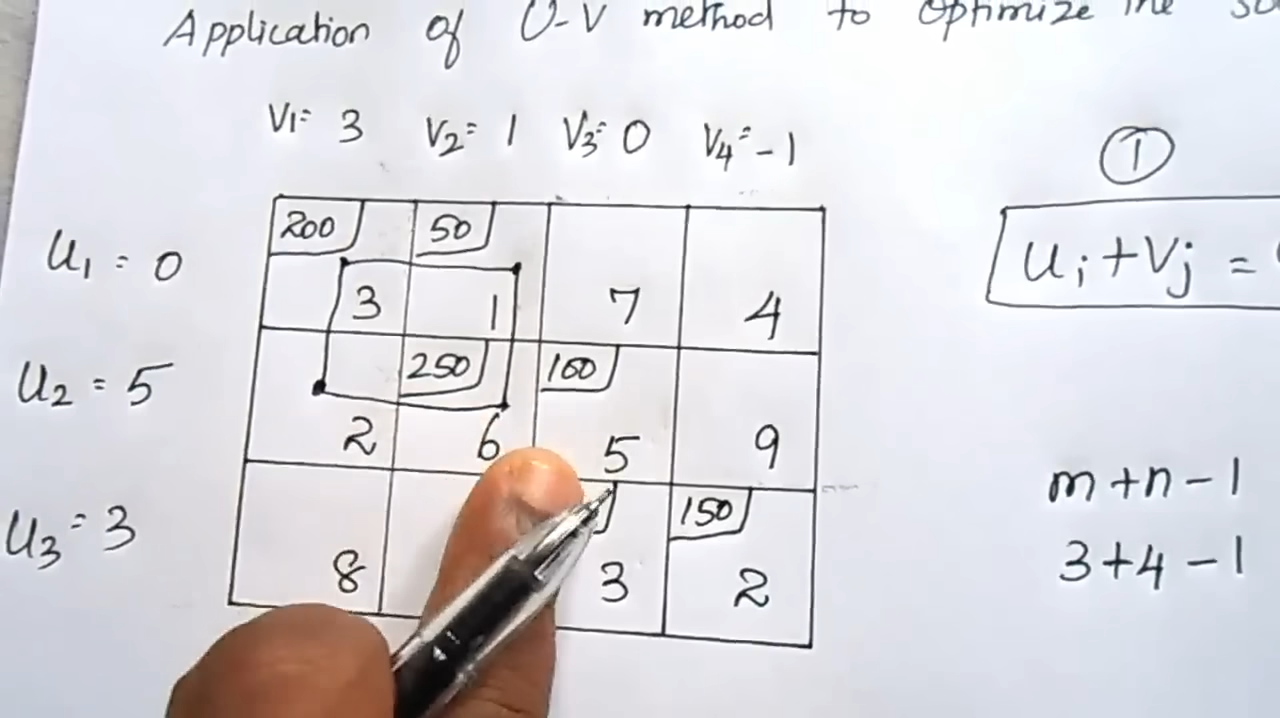 Application of U-V method to optimize the
V1= 3 V2= 1 V3= 0 V4= -1
①
200 50
U1 = 0 3 1 7 4
Ui+Vj =
250 100
U2 = 5 2 6 5 9
m+n-1
150
U3 = 3 8 3 2
3+4-1